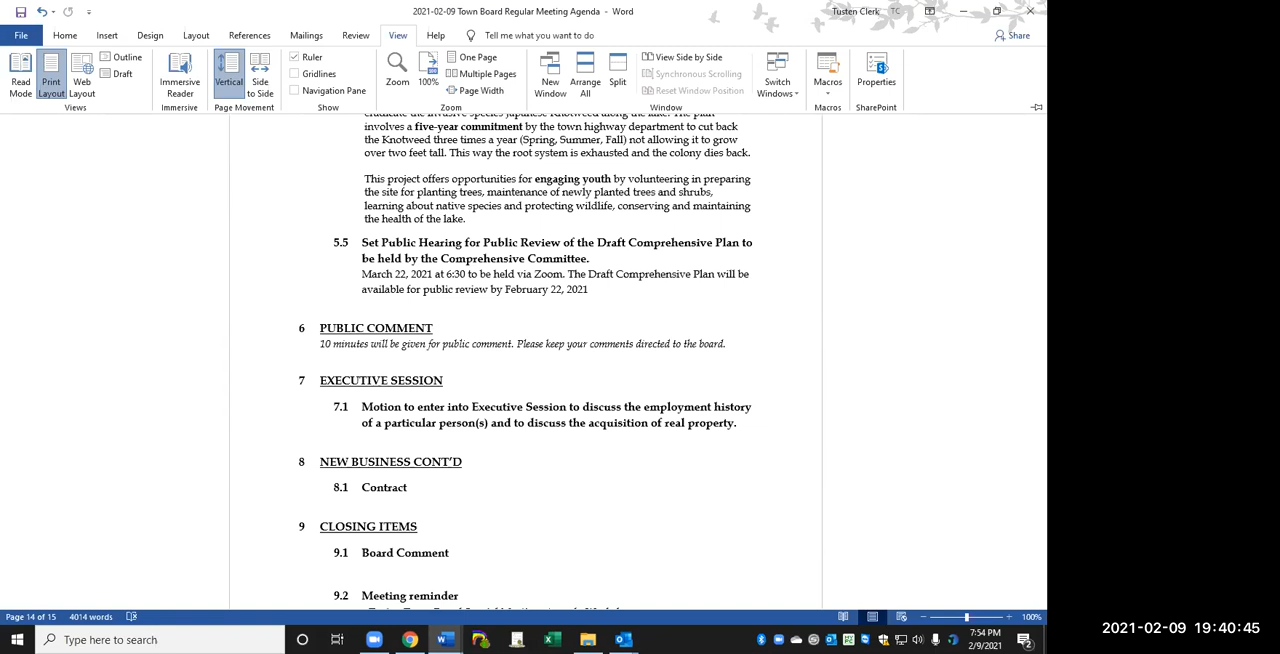 2021-02-09 Town Board Regular Meeting Agenda - Word
Tusten Clerk TC
File Home Insert Design Layout References Mailings Review View Help Tell me what you want to do Share
Read Mode
Print Layout
Web Layout
Outline
Draft
Views
Immersive Reader
Immersive
Vertical
Side to Side
Page Movement
Ruler
Gridlines
Navigation Pane
Show
Zoom
100%
One Page
Multiple Pages
Page Width
Zoom
New Window
Arrange All
Split
View Side by Side
Synchronous Scrolling
Reset Window Position
Window
Switch Windows
Macros
Macros
Properties
SharePoint
eradicate the invasive species Japanese Knotweed along the lake. The plan
involves a five-year commitment by the town highway department to cut back
the Knotweed three times a year (Spring, Summer, Fall) not allowing it to grow
over two feet tall. This way the root system is exhausted and the colony dies back.
This project offers opportunities for engaging youth by volunteering in preparing
the site for planting trees, maintenance of newly planted trees and shrubs,
learning about native species and protecting wildlife, conserving and maintaining
the health of the lake.
5.5 Set Public Hearing for Public Review of the Draft Comprehensive Plan to
be held by the Comprehensive Committee.
March 22, 2021 at 6:30 to be held via Zoom. The Draft Comprehensive Plan will be
available for public review by February 22, 2021
6 PUBLIC COMMENT
10 minutes will be given for public comment. Please keep your comments directed to the board.
7 EXECUTIVE SESSION
7.1 Motion to enter into Executive Session to discuss the employment history
of a particular person(s) and to discuss the acquisition of real property.
8 NEW BUSINESS CONT'D
8.1 Contract
9 CLOSING ITEMS
9.1 Board Comment
9.2 Meeting reminder
Page 14 of 15 4014 words 100%
Type here to search
7:54 PM
2/9/2021
2021-02-09 19:40:45